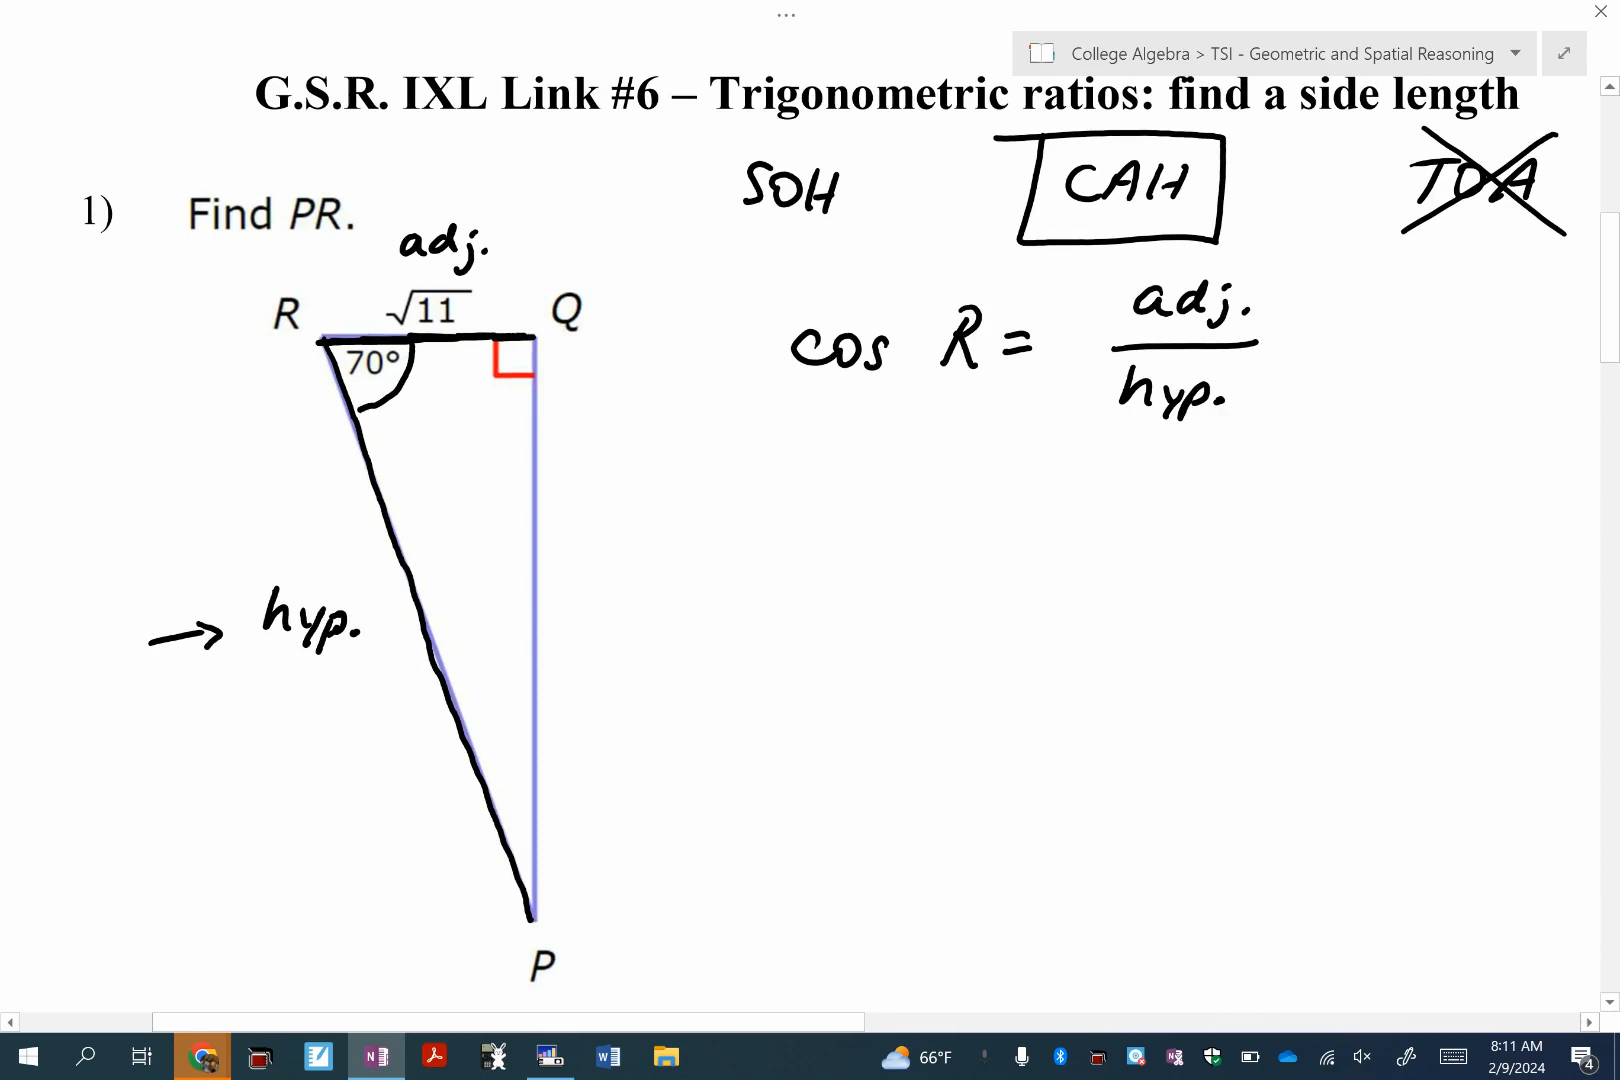 ...
College Algebra > TSI - Geometric and Spatial Reasoning
G.S.R. IXL Link #6 – Trigonometric ratios: find a side length
SOH CAH TOA
1) Find PR.
adj.
R √11 Q
70°
cos R = adj. / hyp.
hyp.
P
66°F
8:11 AM
2/9/2024
4